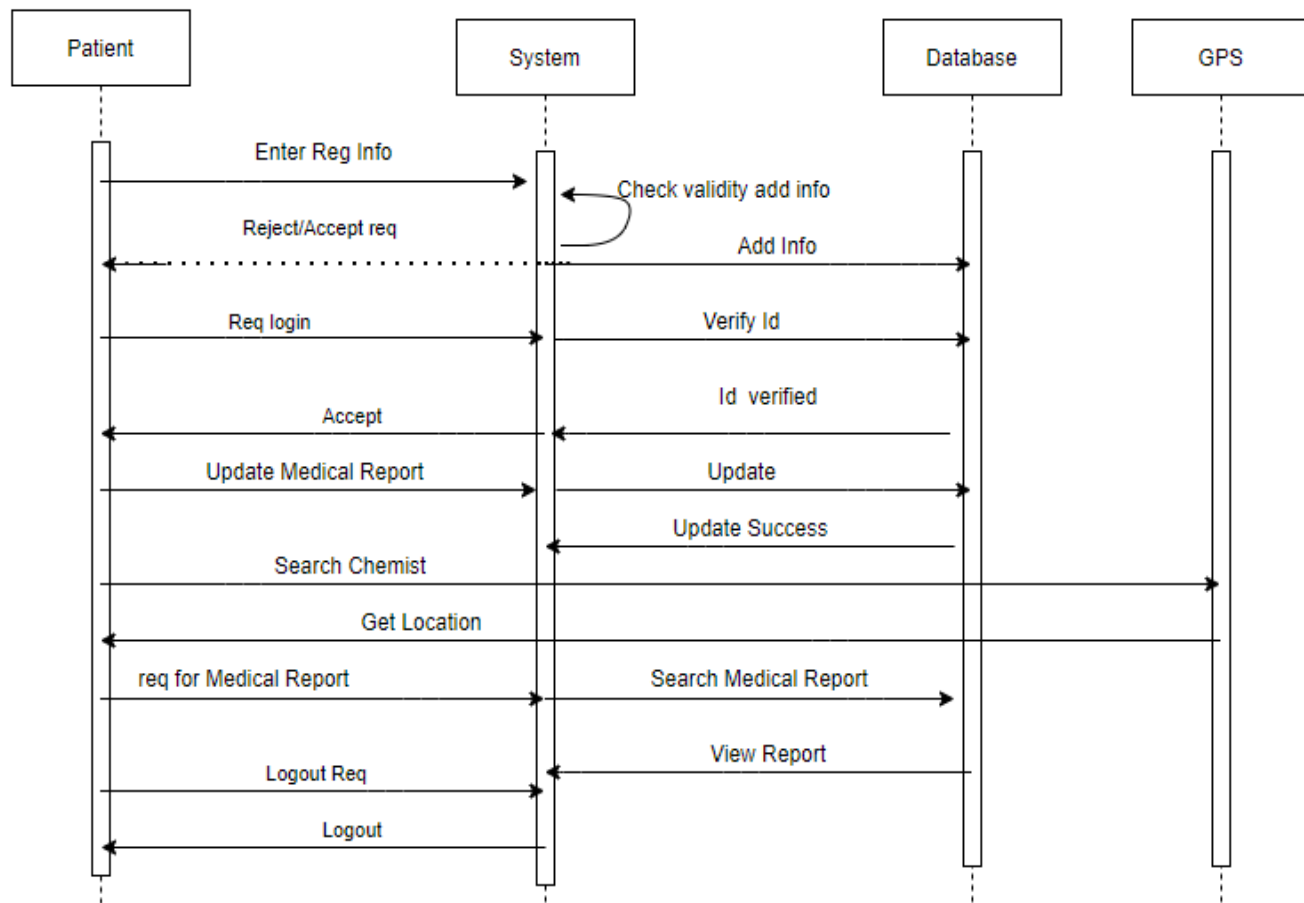 Patient
System
Database
GPS
Enter Reg Info
Check validity add info
Reject/Accept req
Add Info
Req login
Verify Id
Id verified
Accept
Update Medical Report
Update
Update Success
Search Chemist
Get Location
req for Medical Report
Search Medical Report
View Report
Logout Req
Logout